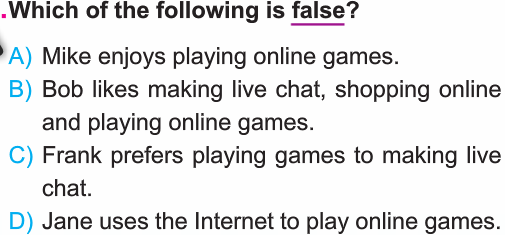 .Which of the following is false?
A) Mike enjoys playing online games.
B) Bob likes making live chat, shopping online
and playing online games.
C) Frank prefers playing games to making live
chat.
D) Jane uses the Internet to play online games.